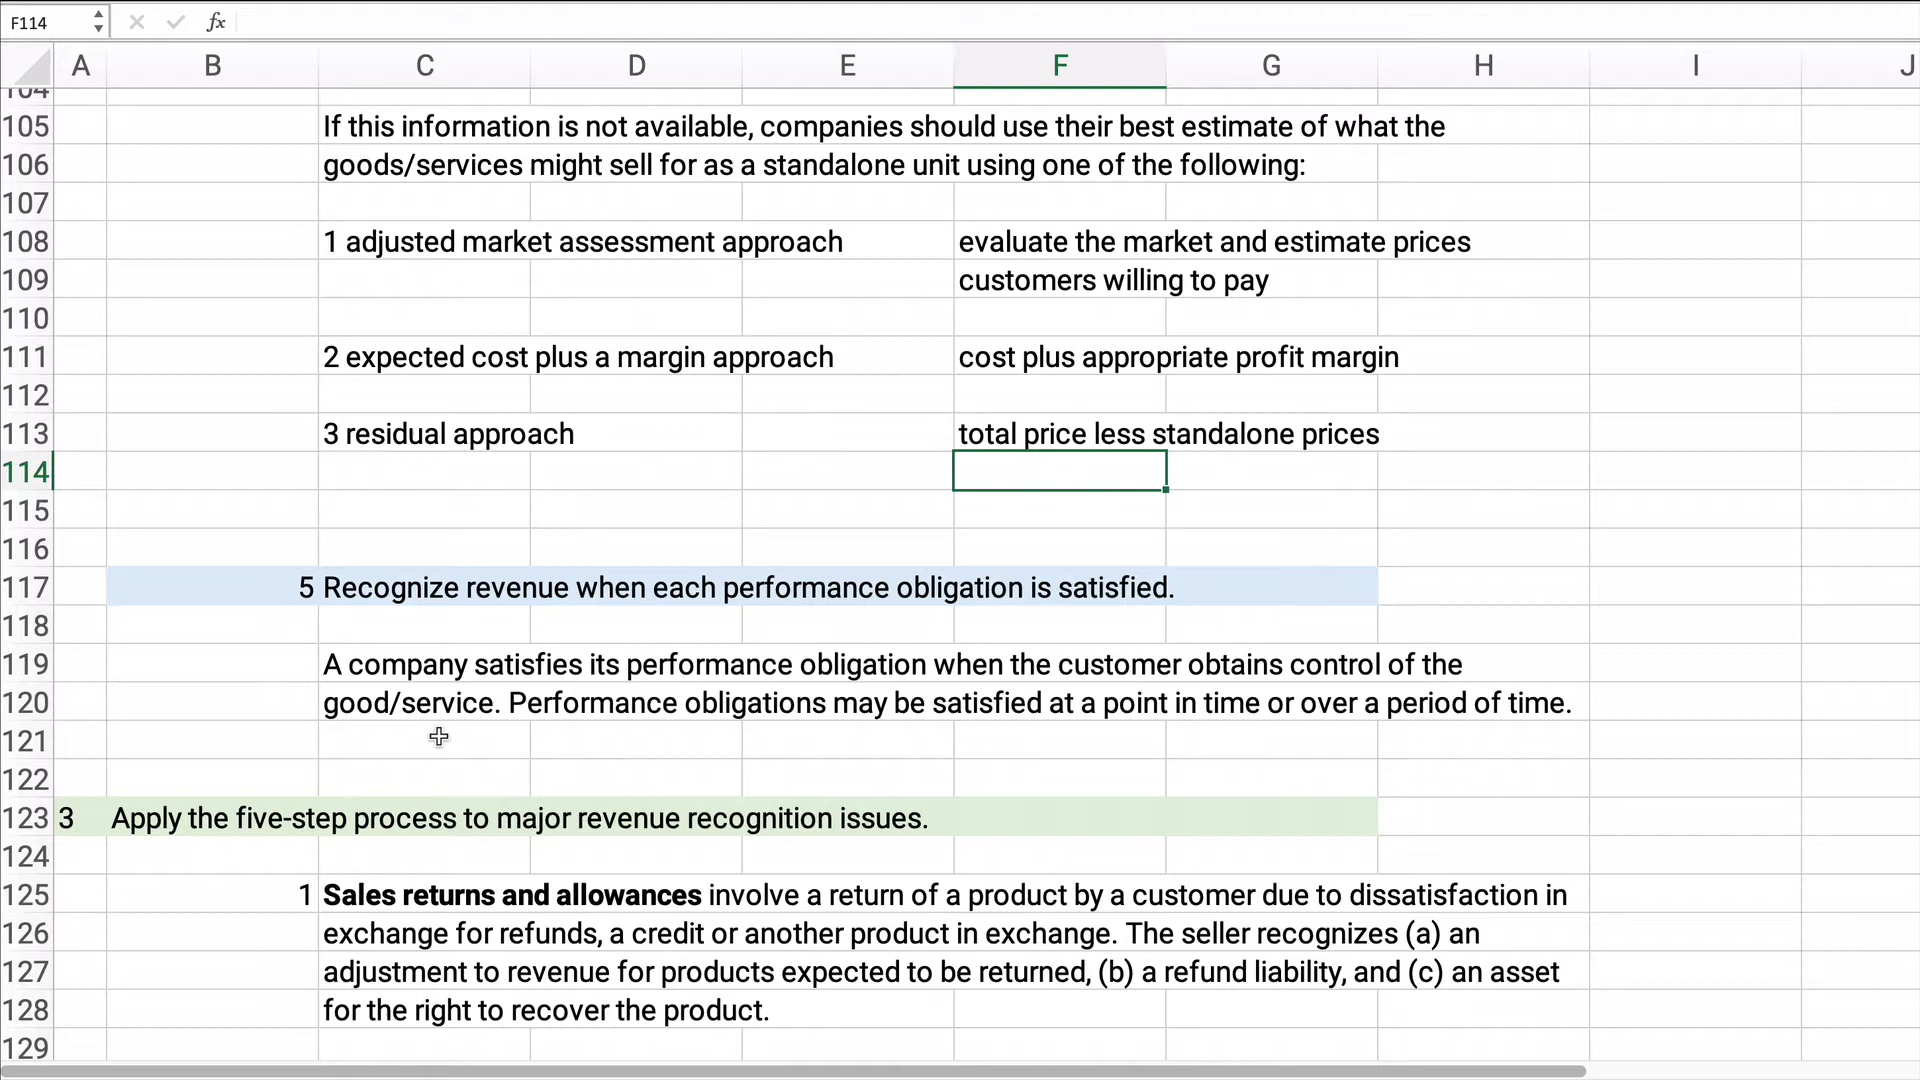 F114 fx
A B C D E F G H I J
104
105 If this information is not available, companies should use their best estimate of what the
106 goods/services might sell for as a standalone unit using one of the following:
107
108 1 adjusted market assessment approach evaluate the market and estimate prices
109 customers willing to pay
110
111 2 expected cost plus a margin approach cost plus appropriate profit margin
112
113 3 residual approach total price less standalone prices
114
115
116
117 5 Recognize revenue when each performance obligation is satisfied.
118
119 A company satisfies its performance obligation when the customer obtains control of the
120 good/service. Performance obligations may be satisfied at a point in time or over a period of time.
121
122
123 3 Apply the five-step process to major revenue recognition issues.
124
125 1 Sales returns and allowances involve a return of a product by a customer due to dissatisfaction in
126 exchange for refunds, a credit or another product in exchange. The seller recognizes (a) an
127 adjustment to revenue for products expected to be returned, (b) a refund liability, and (c) an asset
128 for the right to recover the product.
129